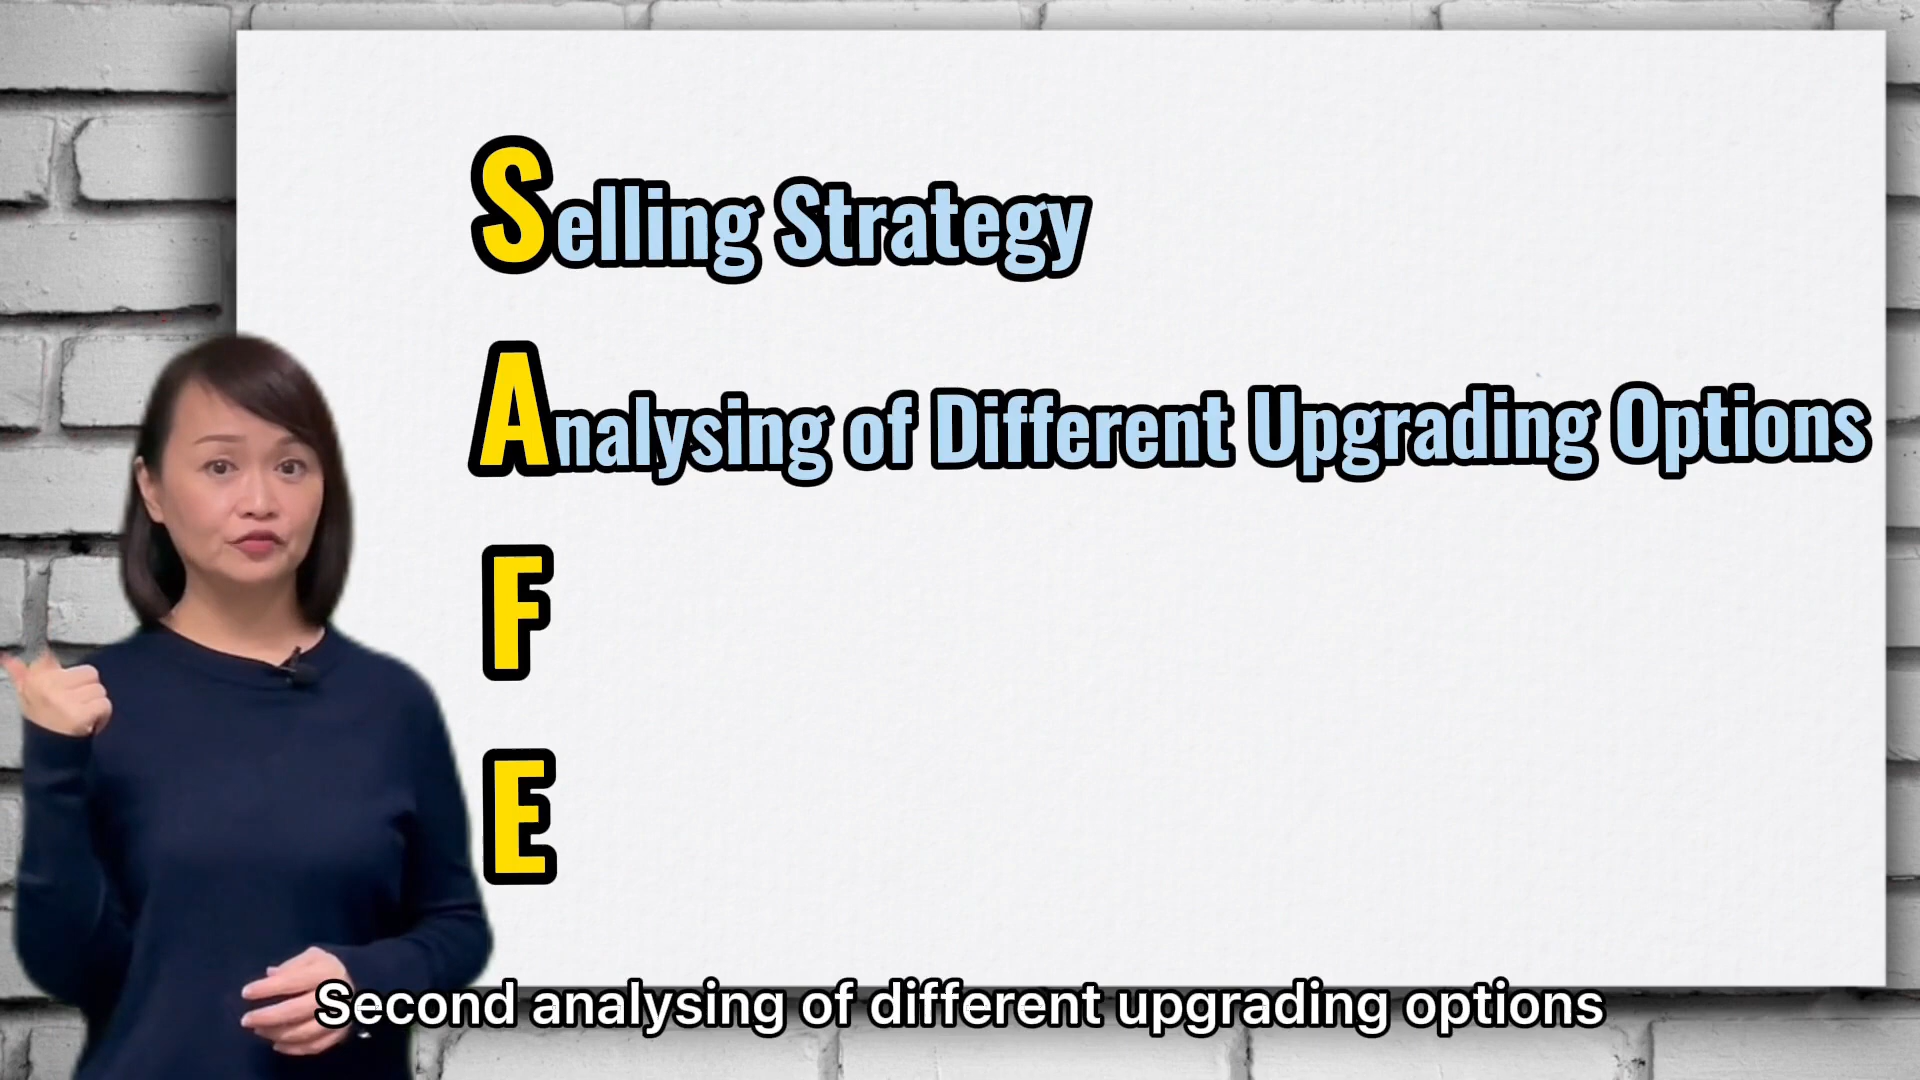 Selling Strategy
Analysing of Different Upgrading Options
F
E
Second analysing of different upgrading options